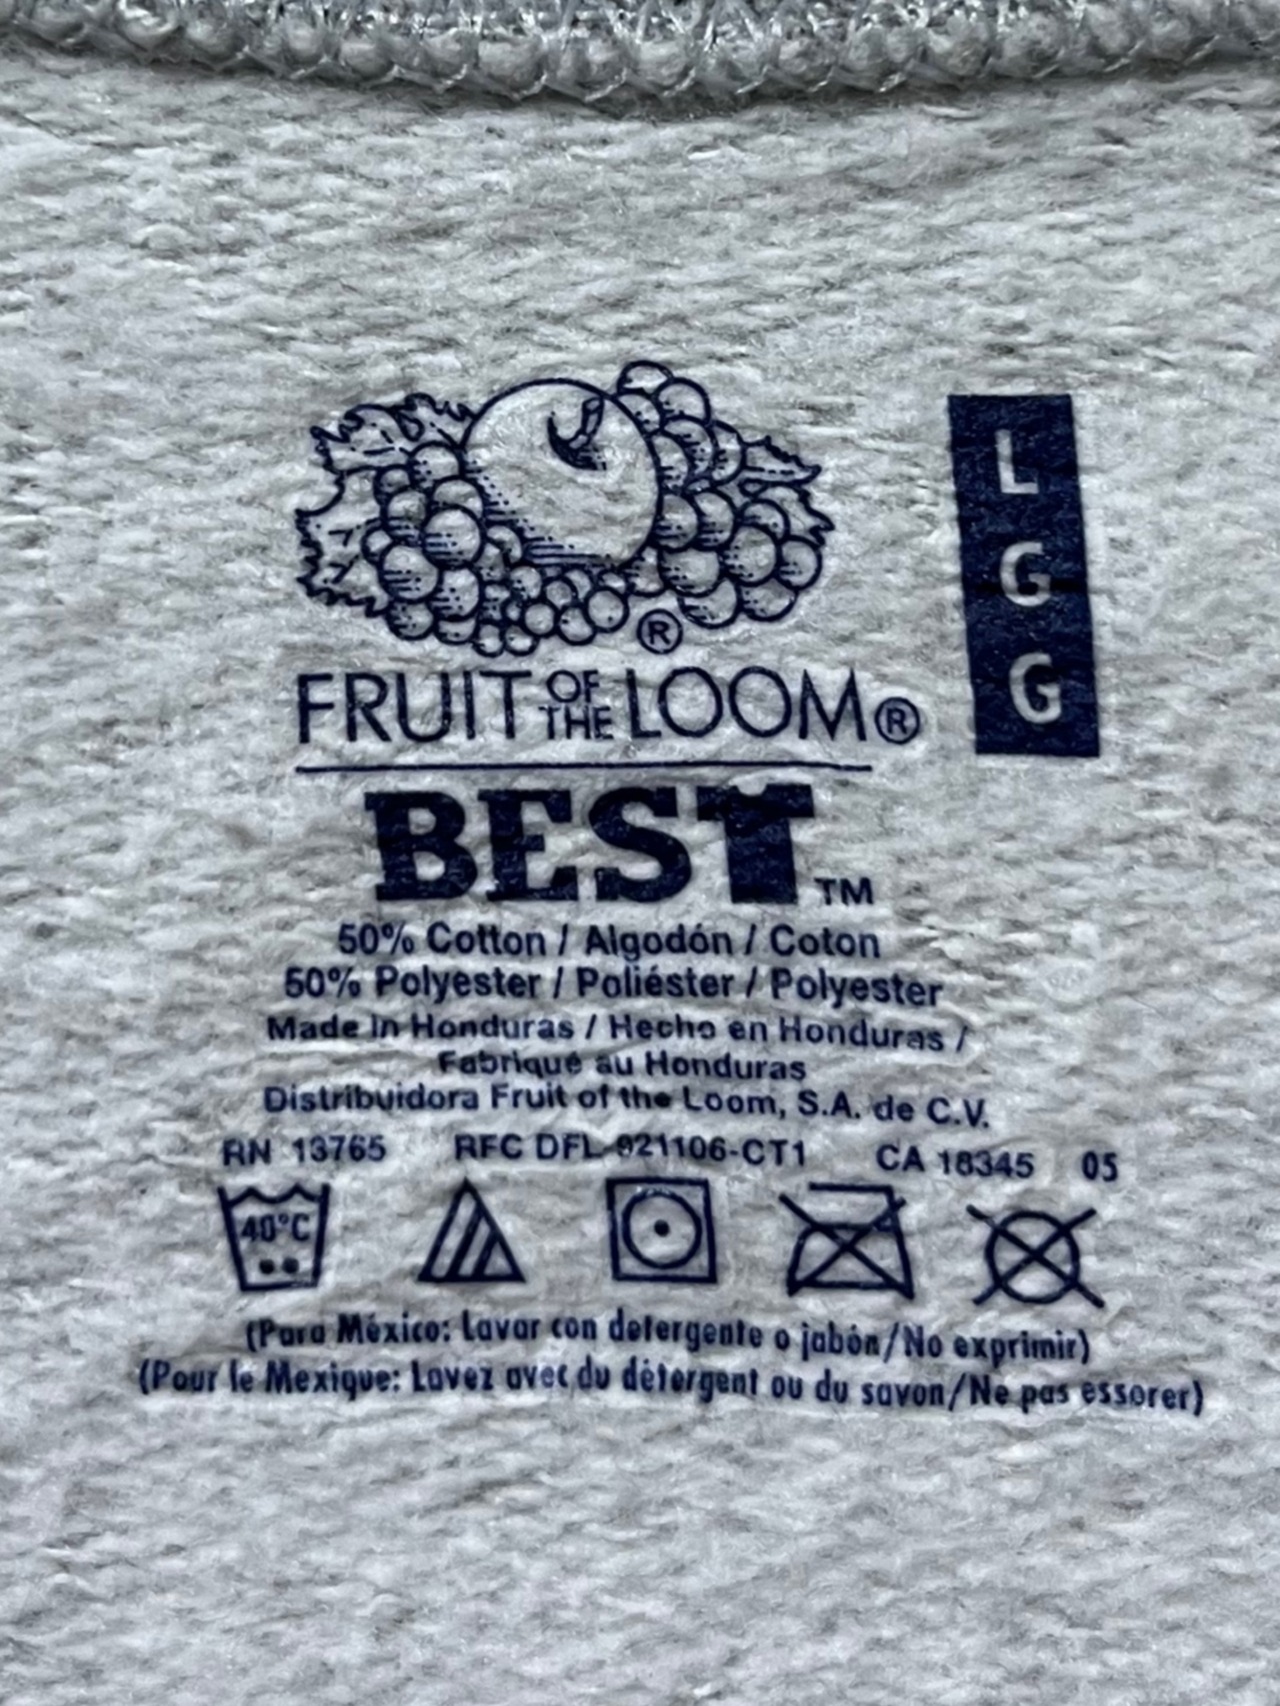 L
G
G
®
FRUIT OF THE LOOM®
BEST™
50% Cotton / Algodón / Coton
50% Polyester / Poliéster / Polyester
Made in Honduras / Hecho en Honduras /
Fabriqué au Honduras
Distribuidora Fruit of the Loom, S.A. de C.V.
RN 13765 RFC DFL-921106-CT1 CA 18345 05
40°C
(Para México: Lavar con detergente o jabón/No exprimir)
(Pour le Mexique: Lavez avec du détergent ou du savon/Ne pas essorer)